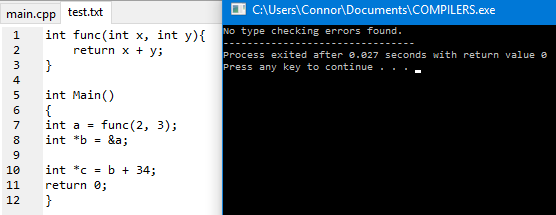 main.cpp test.txt
1 int func(int x, int y){
2 return x + y;
3 }
4
5 int Main()
6 {
7 int a = func(2, 3);
8 int *b = &a;
9
10 int *c = b + 34;
11 return 0;
12 }
C:\Users\Connor\Documents\COMPILERS.exe
No type checking errors found.
--------------------------------
Process exited after 0.027 seconds with return value 0
Press any key to continue . . .